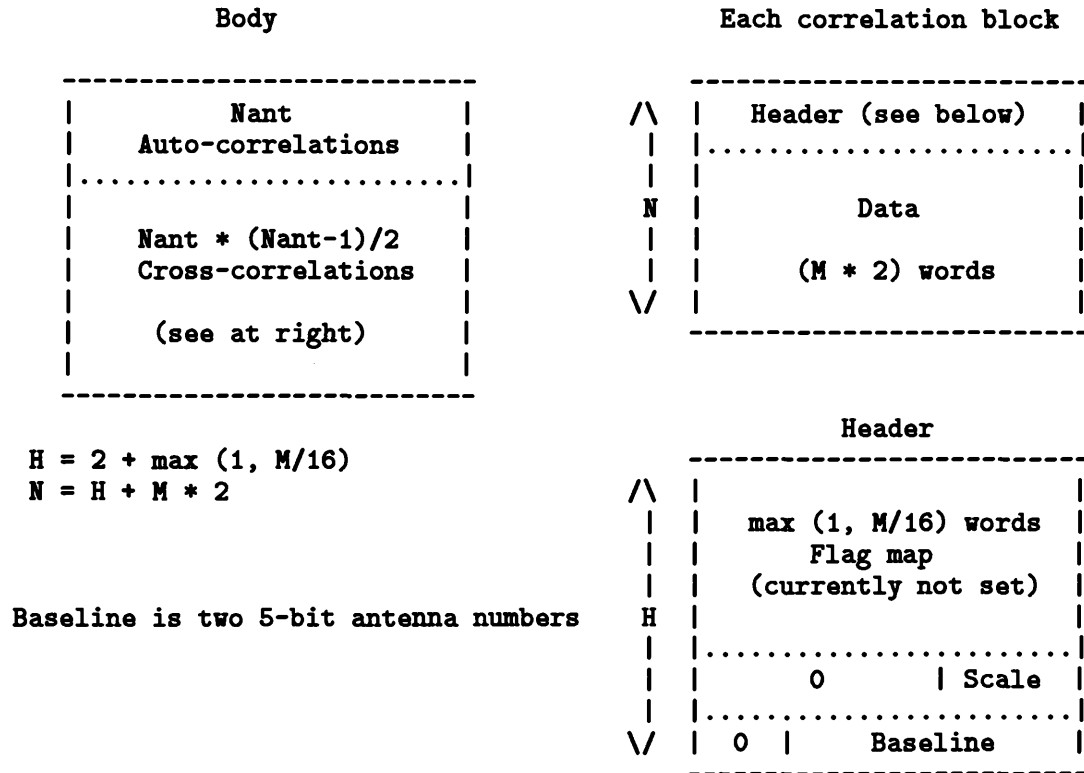 Body
Nant
Auto-correlations
Nant * (Nant-1)/2
Cross-correlations
(see at right)
H = 2 + max (1, M/16)
N = H + M * 2
Baseline is two 5-bit antenna numbers
Each correlation block
Header (see below)
N
Data
(M * 2) words
Header
max (1, M/16) words
Flag map
(currently not set)
H
0 | Scale
0 | Baseline